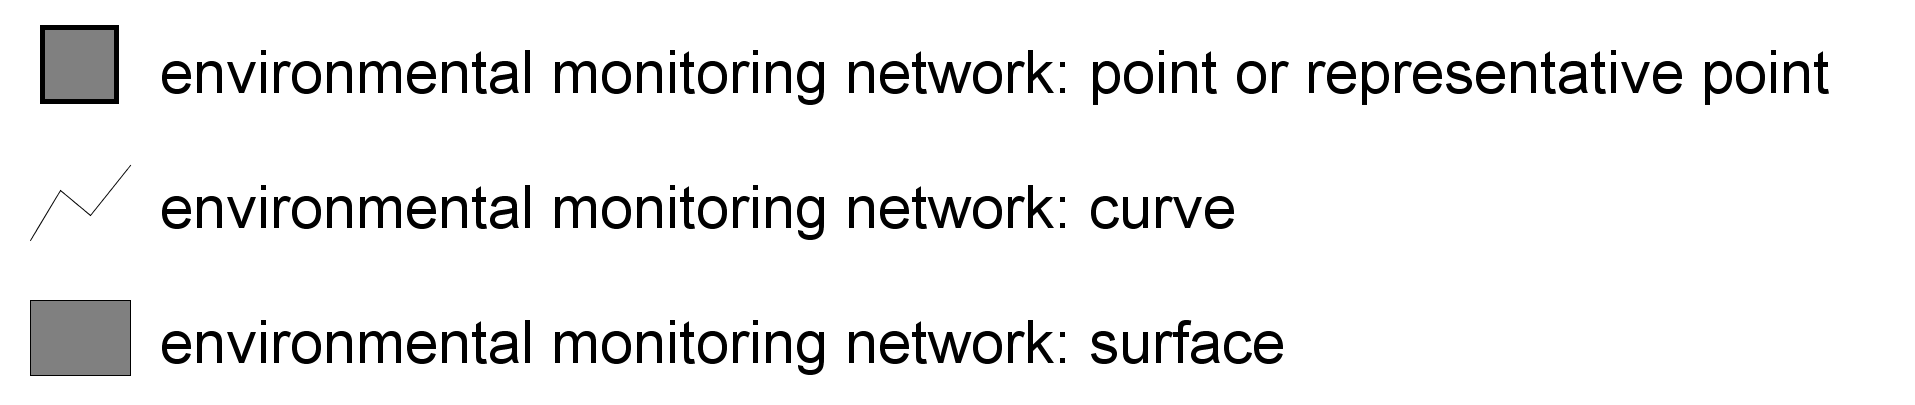 environmental monitoring network: point or representative point
environmental monitoring network: curve
environmental monitoring network: surface